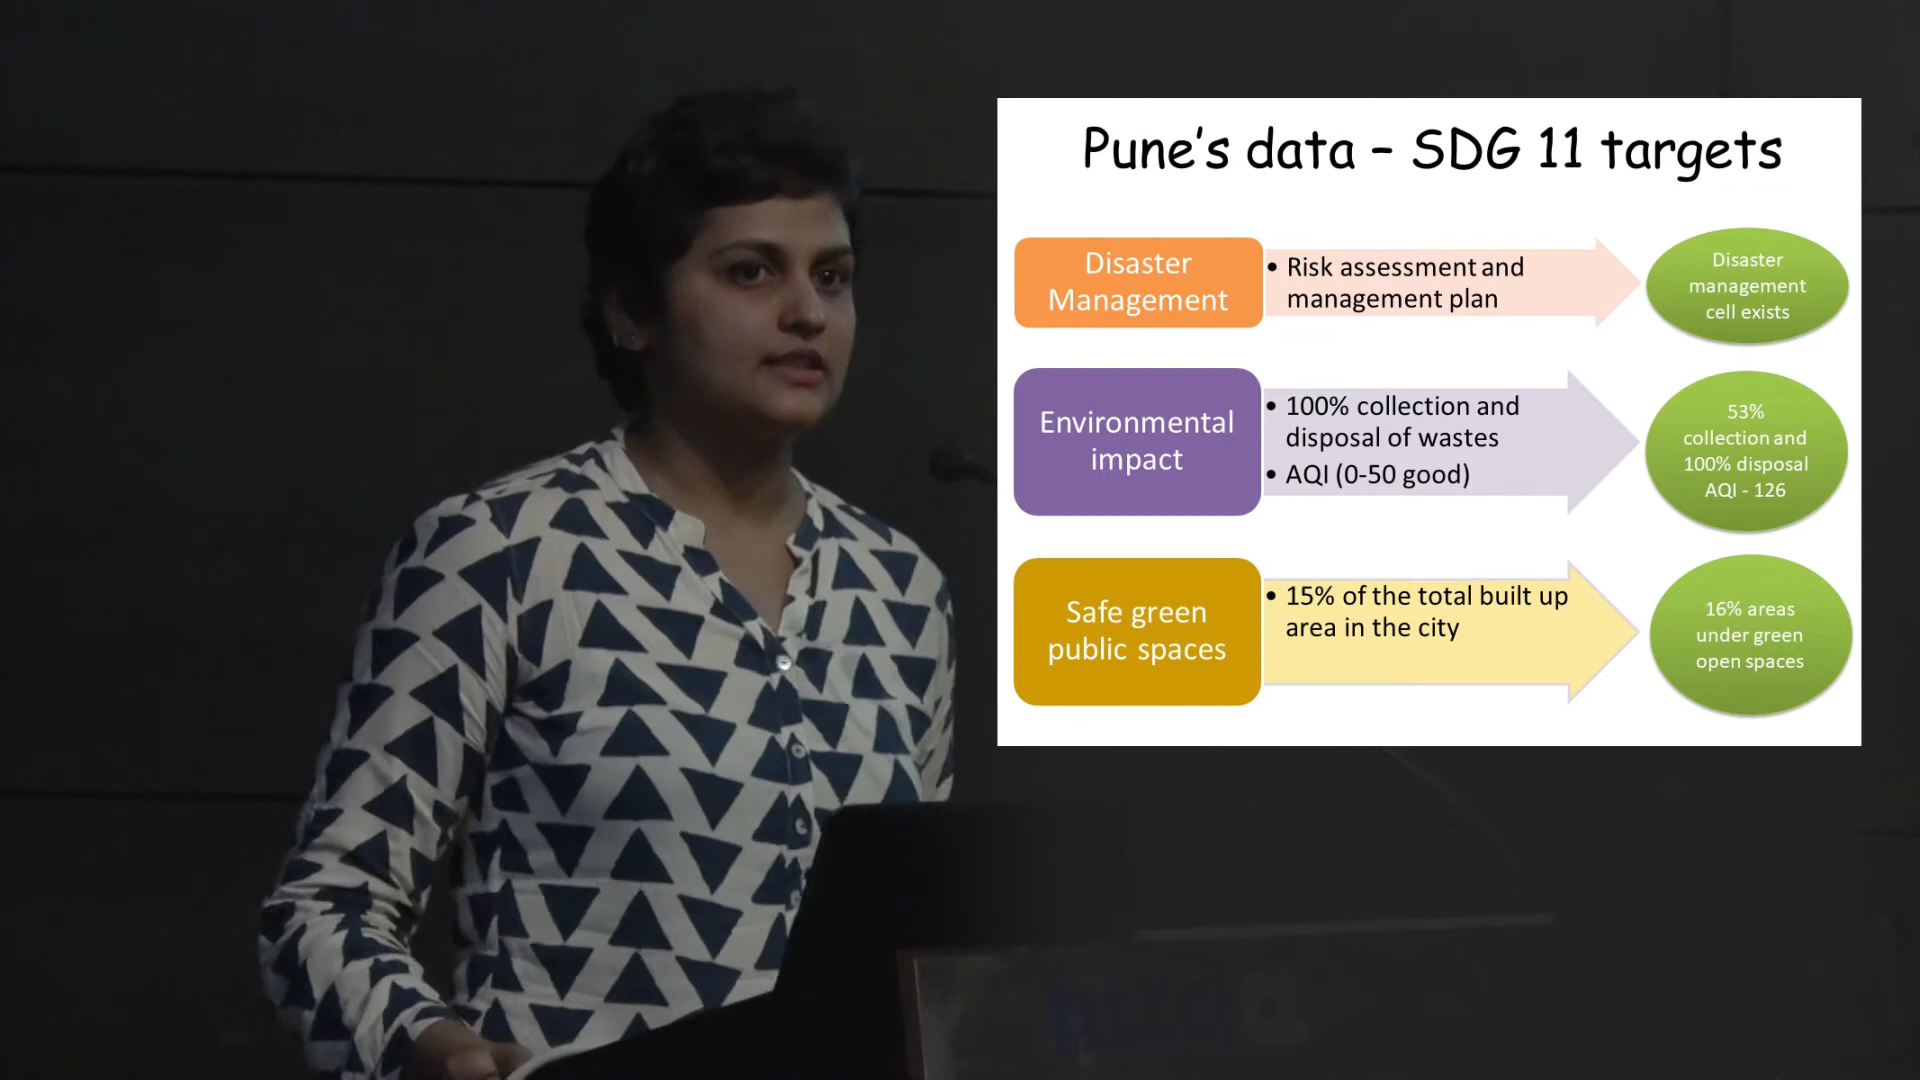 Pune's data – SDG 11 targets
Disaster
Management
• Risk assessment and
management plan
Disaster
management
cell exists
Environmental
impact
• 100% collection and
disposal of wastes
• AQI (0-50 good)
53%
collection and
100% disposal
AQI - 126
Safe green
public spaces
• 15% of the total built up
area in the city
16% areas
under green
open spaces